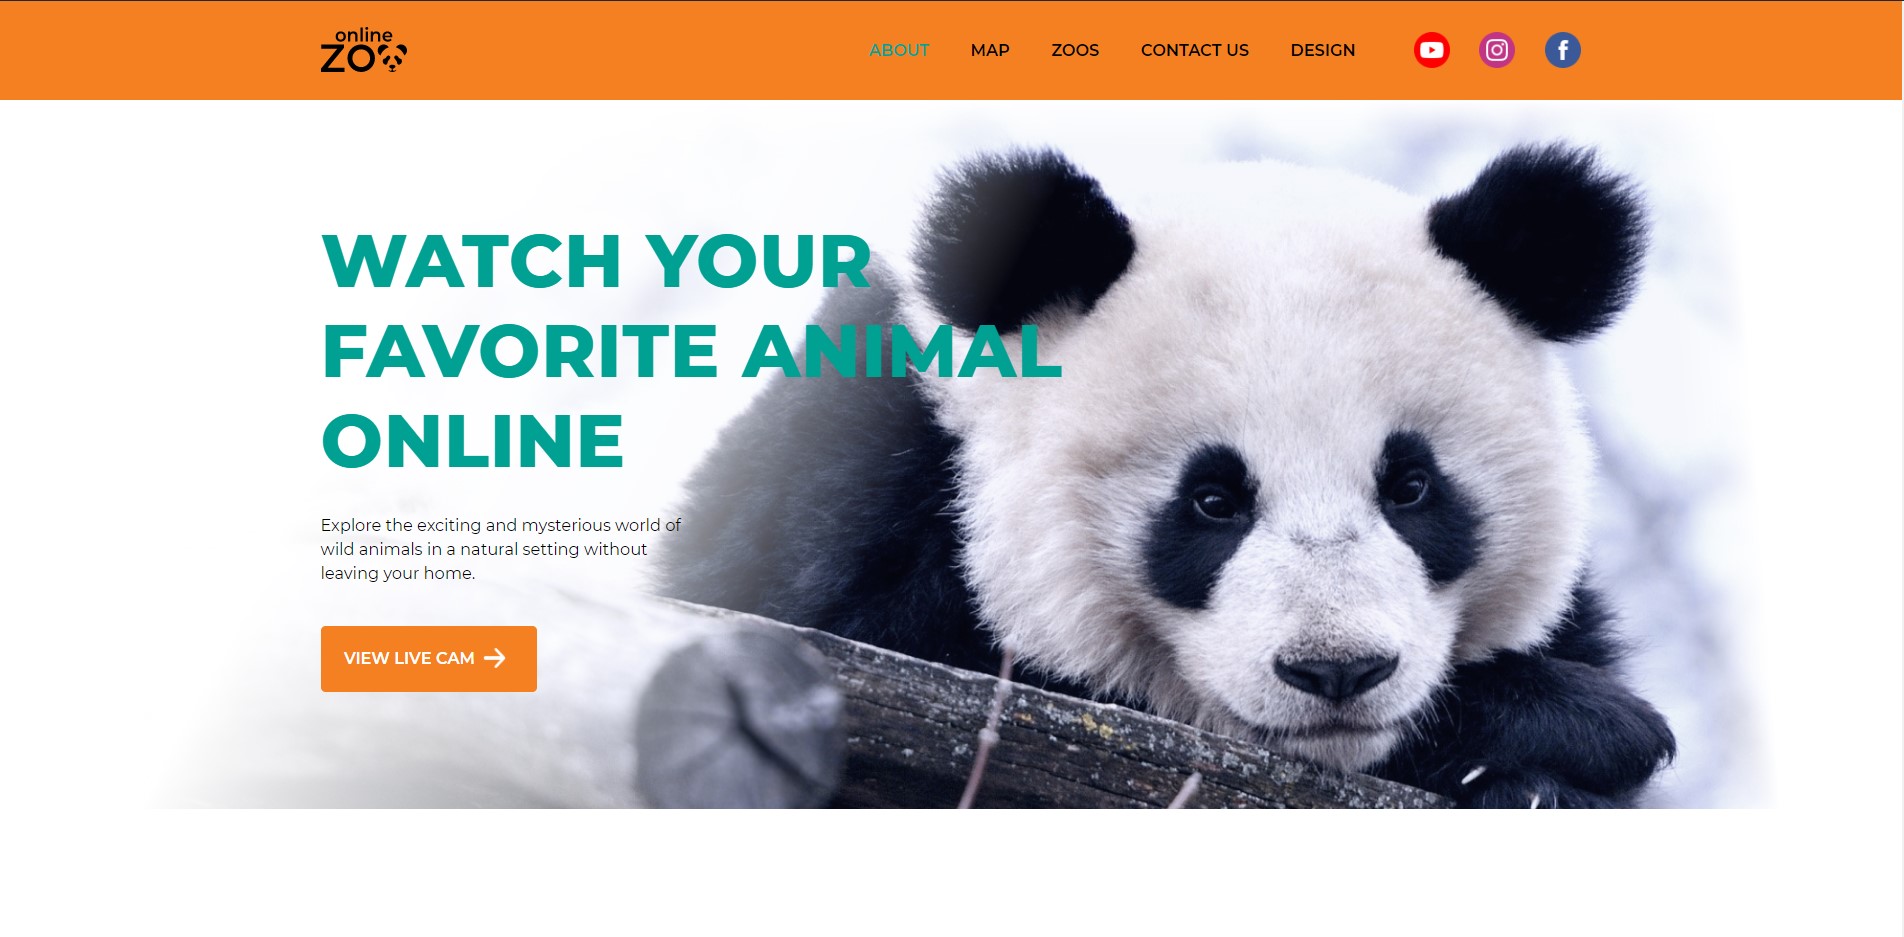 online
ZOO
ABOUT MAP ZOOS CONTACT US DESIGN
WATCH YOUR
FAVORITE ANIMAL
ONLINE
Explore the exciting and mysterious world of
wild animals in a natural setting without
leaving your home.
VIEW LIVE CAM